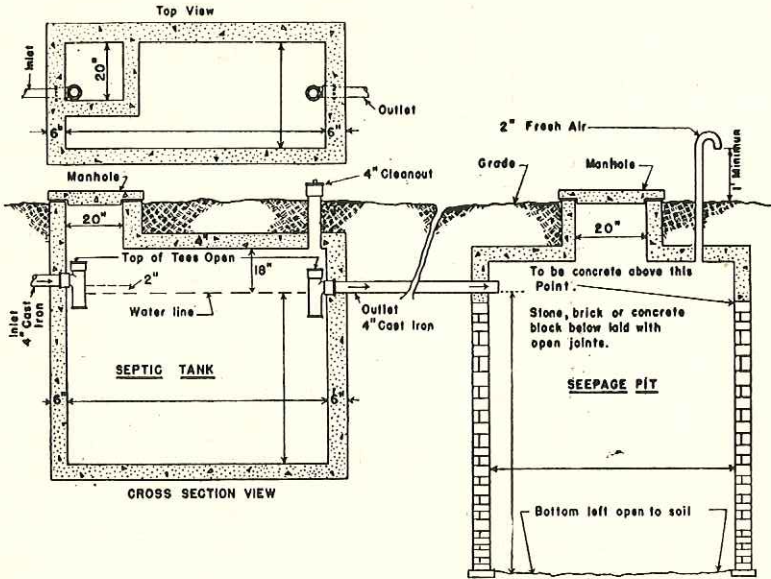 Top View
Inlet
20"
Outlet
6"
6"
Manhole
4" Cleanout
20"
4"
Top of Tees Open
18"
2"
Water line
Inlet
4" Cast
Iron
Outlet
4" Cast Iron
SEPTIC TANK
6"
6"
CROSS SECTION VIEW
2" Fresh Air
Grade
Manhole
1' Minimun
20"
To be concrete above this
Point
Stone, brick or concrete
block below laid with
open joints.
SEEPAGE PIT
Bottom left open to soil